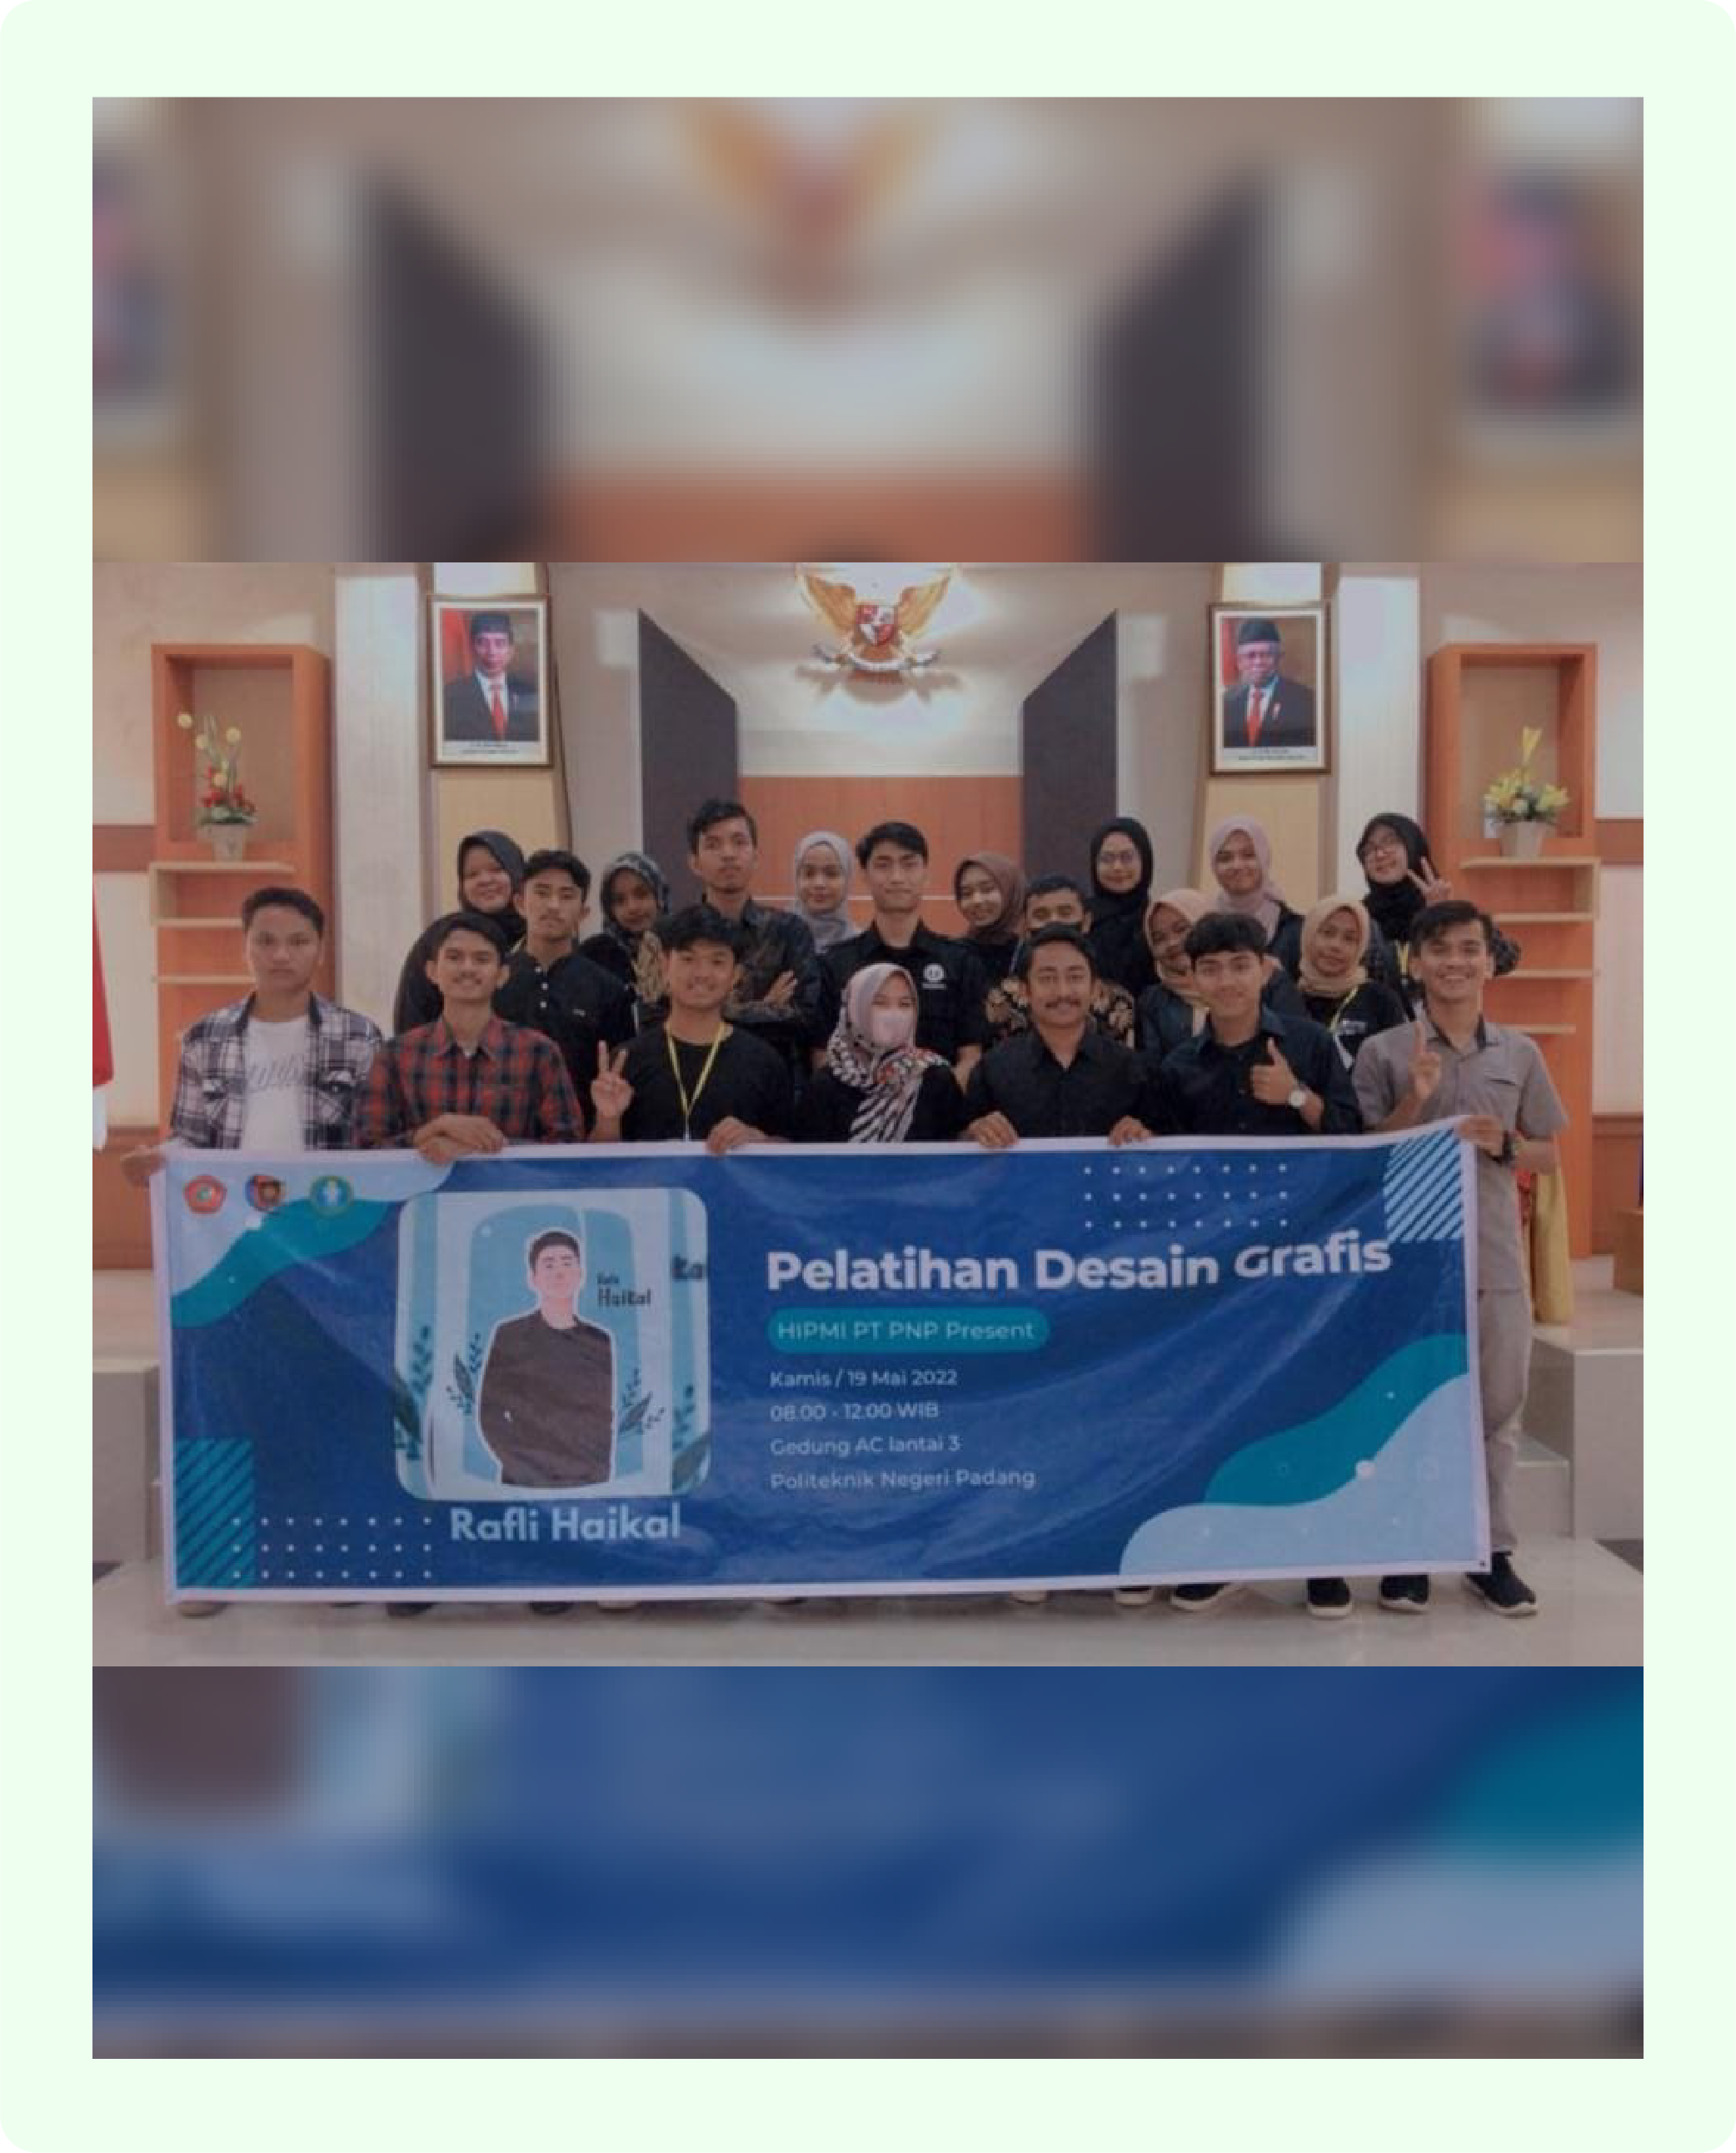 Rafli
Haikal
Rafli Haikal
Pelatihan Desain Grafis
HIPMI PT PNP Present
Kamis / 19 Mai 2022
08.00 - 12.00 WIB
Gedung AC lantai 3
Politeknik Negeri Padang